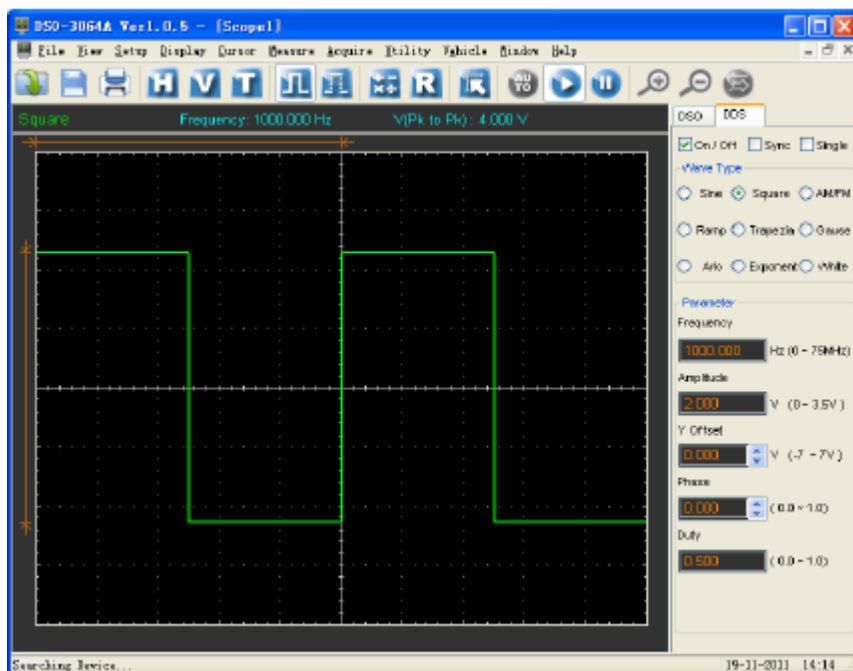 DSO-3064A Ver1.0.5 - [Scope1]
File View Setup Display Cursor Measure Acquire Utility Vehicle Window Help
H V T R AUTO
Square Frequency: 1000.000 Hz V(Pk to Pk) : 4.000 V
DSO DDS
On / Off Sync Single
Wave Type
Sine Square AM/FM
Ramp Trapezia Gause
Arb Exponent White
Parameter
Frequency
1000.000 Hz (0 ~ 75MHz)
Amplitude
2.000 V (0 ~ 3.5V)
Y Offset
0.000 V (-7 ~ 7V)
Phase
0.000 ( 0.0 ~ 1.0)
Duty
0.500 ( 0.0 ~ 1.0)
Searching Device... 19-11-2011 14:14